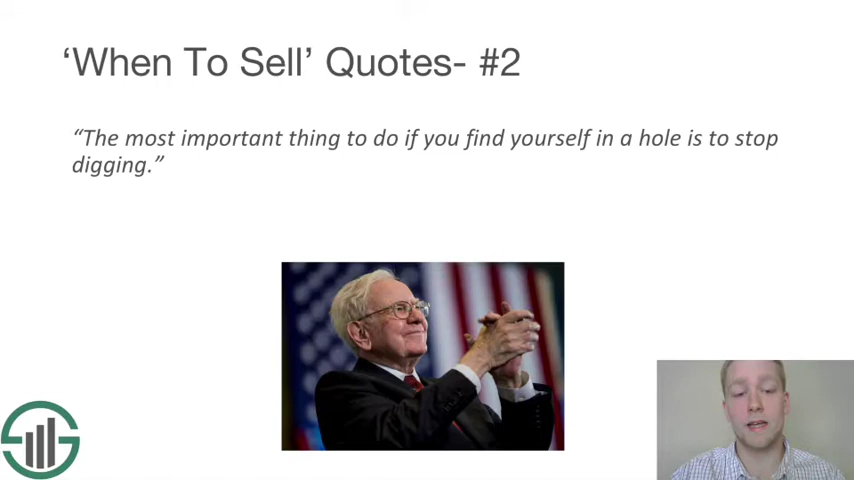 ‘When To Sell’ Quotes- #2
“The most important thing to do if you find yourself in a hole is to stop
digging.”